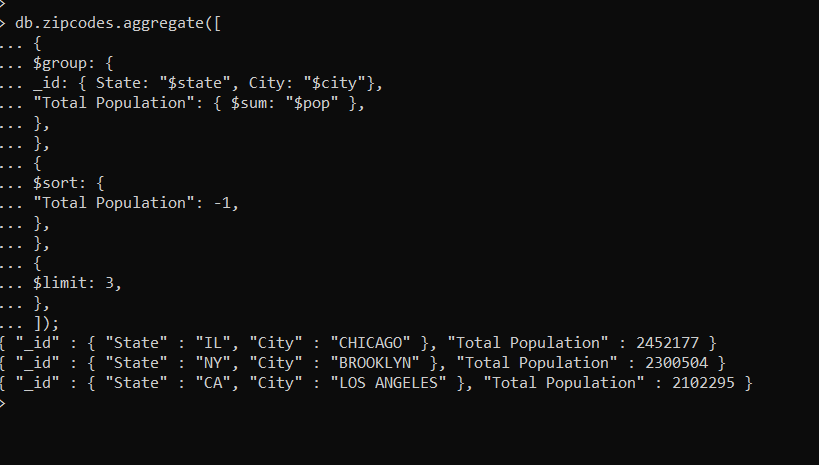 >
> db.zipcodes.aggregate([
... {
... $group: {
... _id: { State: "$state", City: "$city"},
... "Total Population": { $sum: "$pop" },
... },
... },
... {
... $sort: {
... "Total Population": -1,
... },
... },
... {
... $limit: 3,
... },
... ]);
{ "_id" : { "State" : "IL", "City" : "CHICAGO" }, "Total Population" : 2452177 }
{ "_id" : { "State" : "NY", "City" : "BROOKLYN" }, "Total Population" : 2300504 }
{ "_id" : { "State" : "CA", "City" : "LOS ANGELES" }, "Total Population" : 2102295 }
>